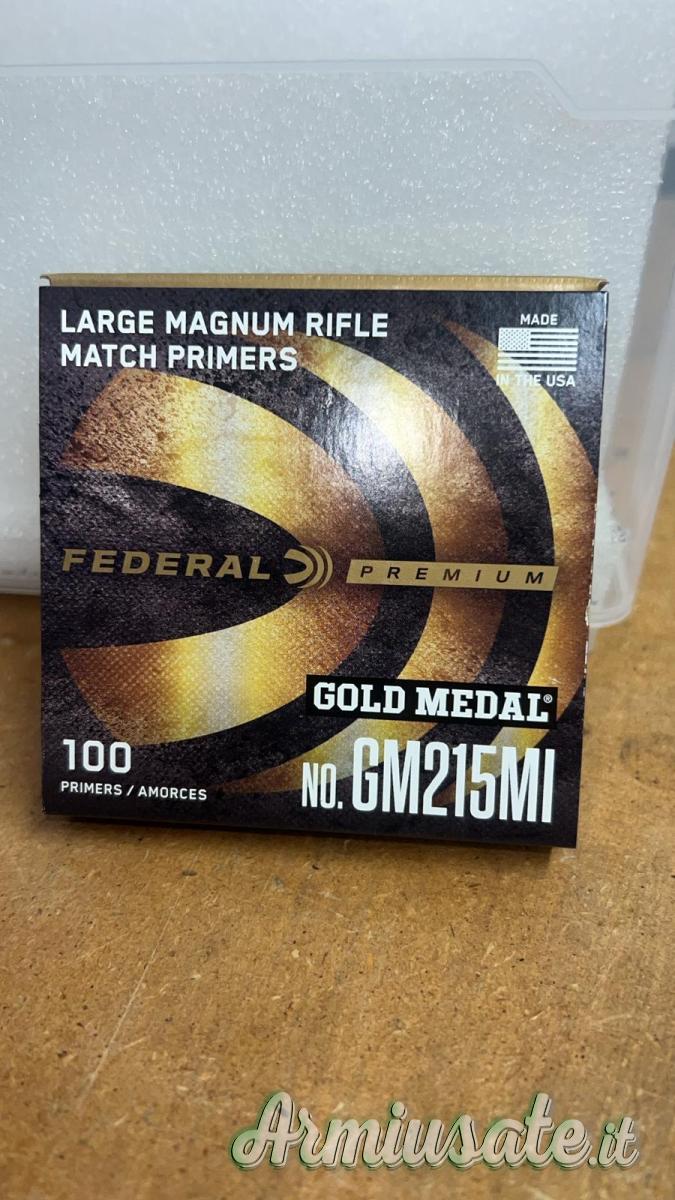 LARGE MAGNUM RIFLE
MATCH PRIMERS
MADE
IN THE USA
FEDERAL PREMIUM
GOLD MEDAL®
100
PRIMERS / AMORCES
NO. GM215MI
Armiusate.it